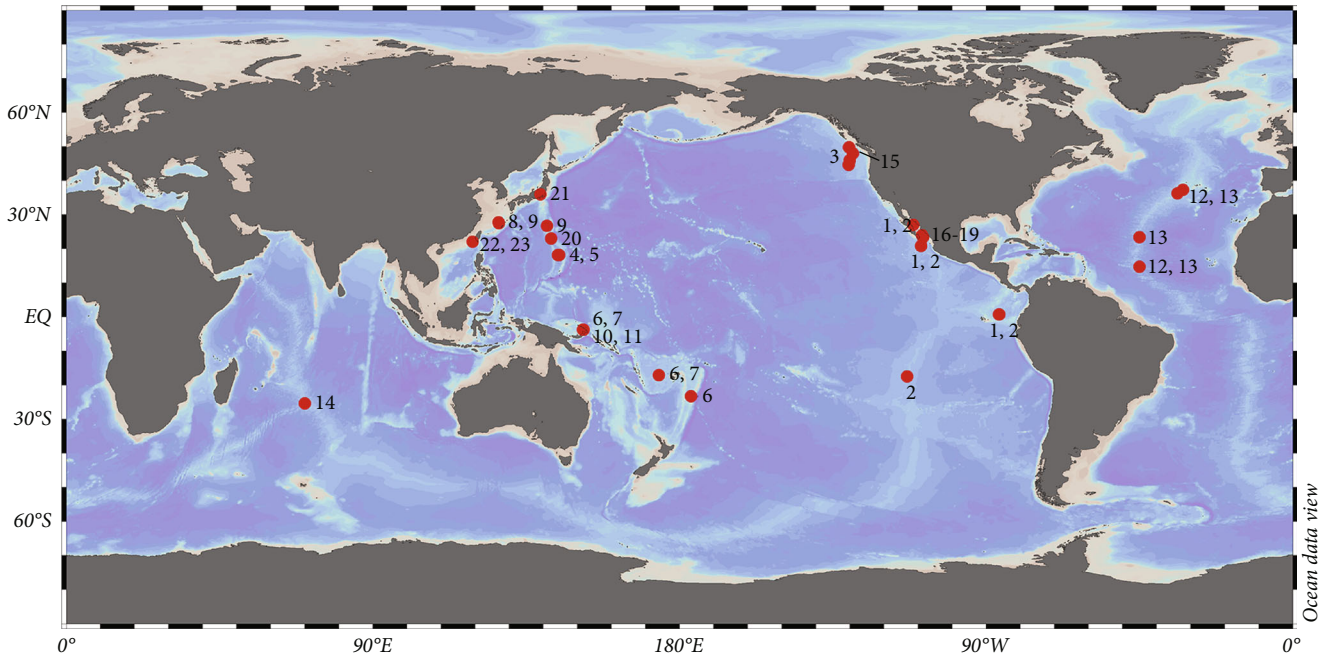 60°N
3
15
21
12, 13
30°N
8, 9
9
1, 2
16-19
13
20
22, 23
4, 5
1, 2
12, 13
EQ
6, 7
10, 11
1, 2
6, 7
6
2
14
30°S
60°S
Ocean data view
0°
90°E
180°E
90°W
0°